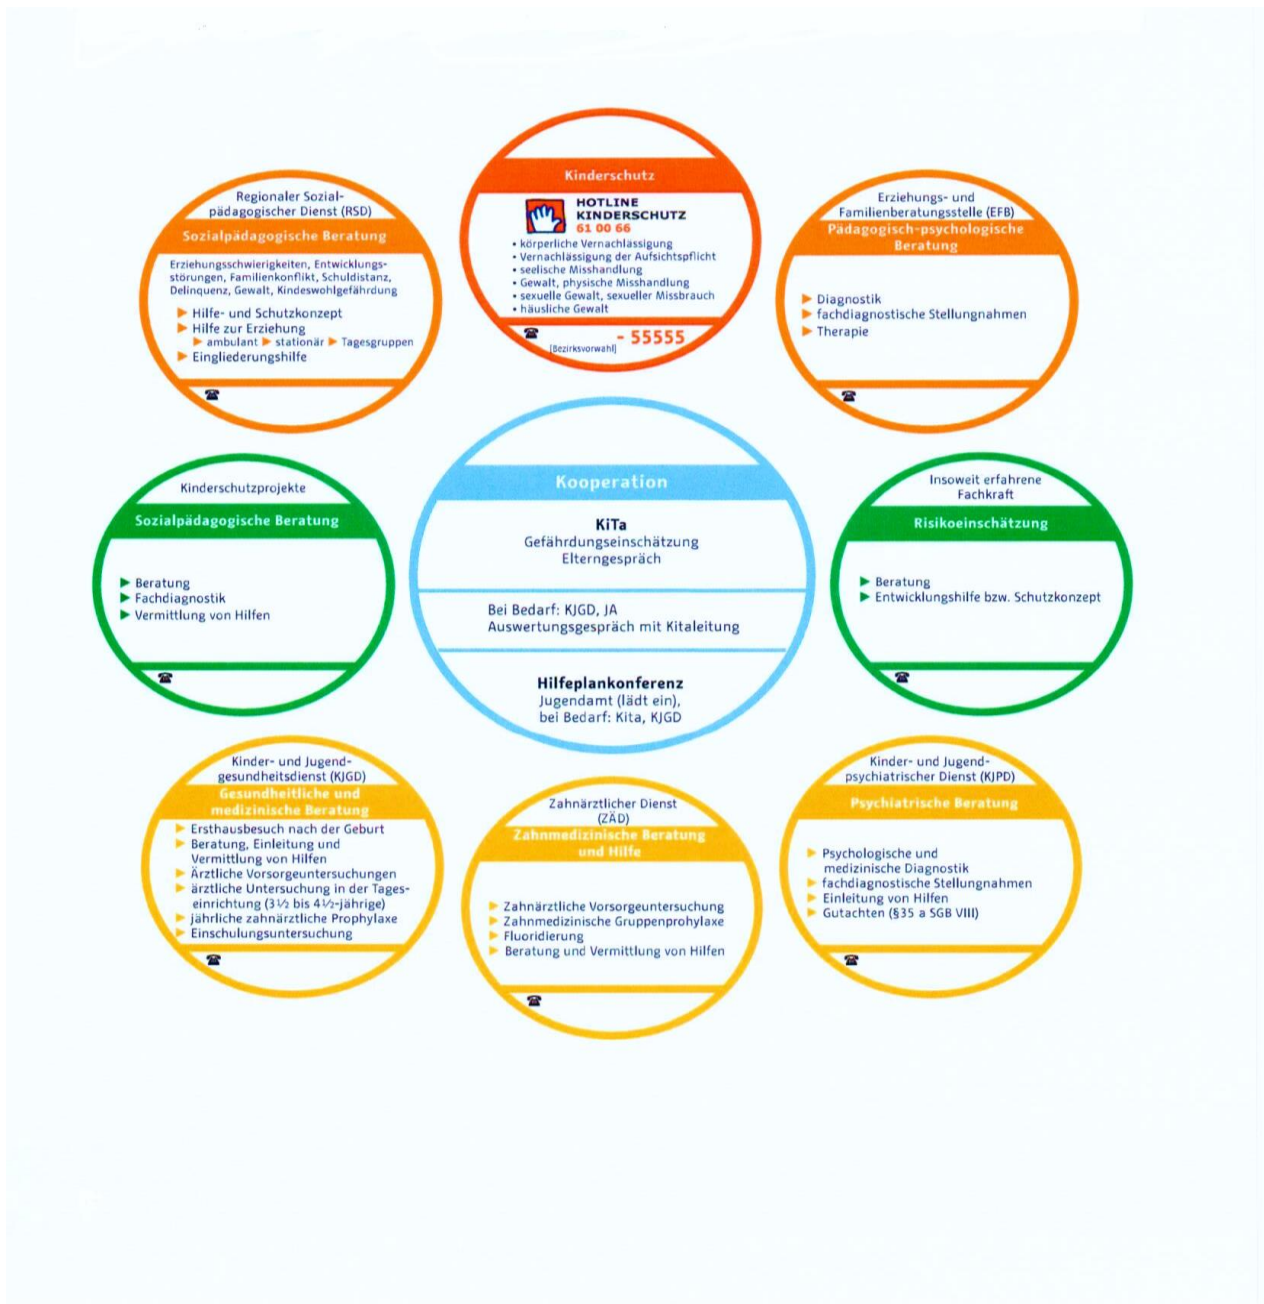 Kinderschutz
HOTLINE
KINDERSCHUTZ
61 00 66
• körperliche Vernachlässigung
• Vernachlässigung der Aufsichtspflicht
• seelische Misshandlung
• Gewalt, physische Misshandlung
• sexuelle Gewalt, sexueller Missbrauch
• häusliche Gewalt
☎ - 55555
[Bezirksvorwahl]
Regionaler Sozial-
pädagogischer Dienst (RSD)
Sozialpädagogische Beratung
Erziehungsschwierigkeiten, Entwicklungs-
störungen, Familienkonflikt, Schuldistanz,
Delinquenz, Gewalt, Kindeswohlgefährdung
▶ Hilfe- und Schutzkonzept
▶ Hilfe zur Erziehung
▶ ambulant ▶ stationär ▶ Tagesgruppen
▶ Eingliederungshilfe
☎
Erziehungs- und
Familienberatungsstelle (EFB)
Pädagogisch-psychologische
Beratung
▶ Diagnostik
▶ fachdiagnostische Stellungnahmen
▶ Therapie
☎
Kinderschutzprojekte
Sozialpädagogische Beratung
▶ Beratung
▶ Fachdiagnostik
▶ Vermittlung von Hilfen
☎
Kooperation
KiTa
Gefährdungseinschätzung
Elterngespräch
Bei Bedarf: KJGD, JA
Auswertungsgespräch mit Kitaleitung
Hilfeplankonferenz
Jugendamt (lädt ein),
bei Bedarf: Kita, KJGD
Insoweit erfahrene
Fachkraft
Risikoeinschätzung
▶ Beratung
▶ Entwicklungshilfe bzw. Schutzkonzept
☎
Kinder- und Jugend-
gesundheitsdienst (KJGD)
Gesundheitliche und
medizinische Beratung
▶ Ersthausbesuch nach der Geburt
▶ Beratung, Einleitung und
Vermittlung von Hilfen
▶ Ärztliche Vorsorgeuntersuchungen
▶ ärztliche Untersuchung in der Tages-
einrichtung (3½ bis 4½-jährige)
▶ jährliche zahnärztliche Prophylaxe
▶ Einschulungsuntersuchung
☎
Zahnärztlicher Dienst
(ZÄD)
Zahnmedizinische Beratung
und Hilfe
▶ Zahnärztliche Vorsorgeuntersuchung
▶ Zahnmedizinische Gruppenprohylaxe
▶ Fluoridierung
▶ Beratung und Vermittlung von Hilfen
☎
Kinder- und Jugend-
psychiatrischer Dienst (KJPD)
Psychiatrische Beratung
▶ Psychologische und
medizinische Diagnostik
▶ fachdiagnostische Stellungnahmen
▶ Einleitung von Hilfen
▶ Gutachten (§35 a SGB VIII)
☎